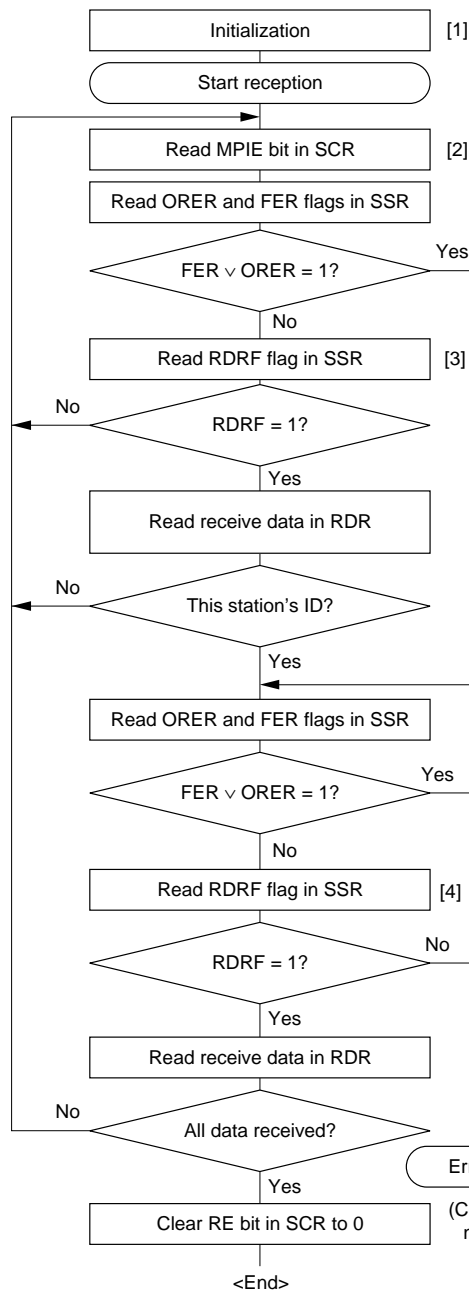 Initialization [1]
Start reception
Read MPIE bit in SCR [2]
Read ORER and FER flags in SSR
FER ∨ ORER = 1? Yes
No
Read RDRF flag in SSR [3]
No
RDRF = 1?
Yes
Read receive data in RDR
No
This station's ID?
Yes
Read ORER and FER flags in SSR
Yes
FER ∨ ORER = 1?
No
Read RDRF flag in SSR [4]
No
RDRF = 1?
Yes
Read receive data in RDR
No
All data received?
Yes
Clear RE bit in SCR to 0
<End>